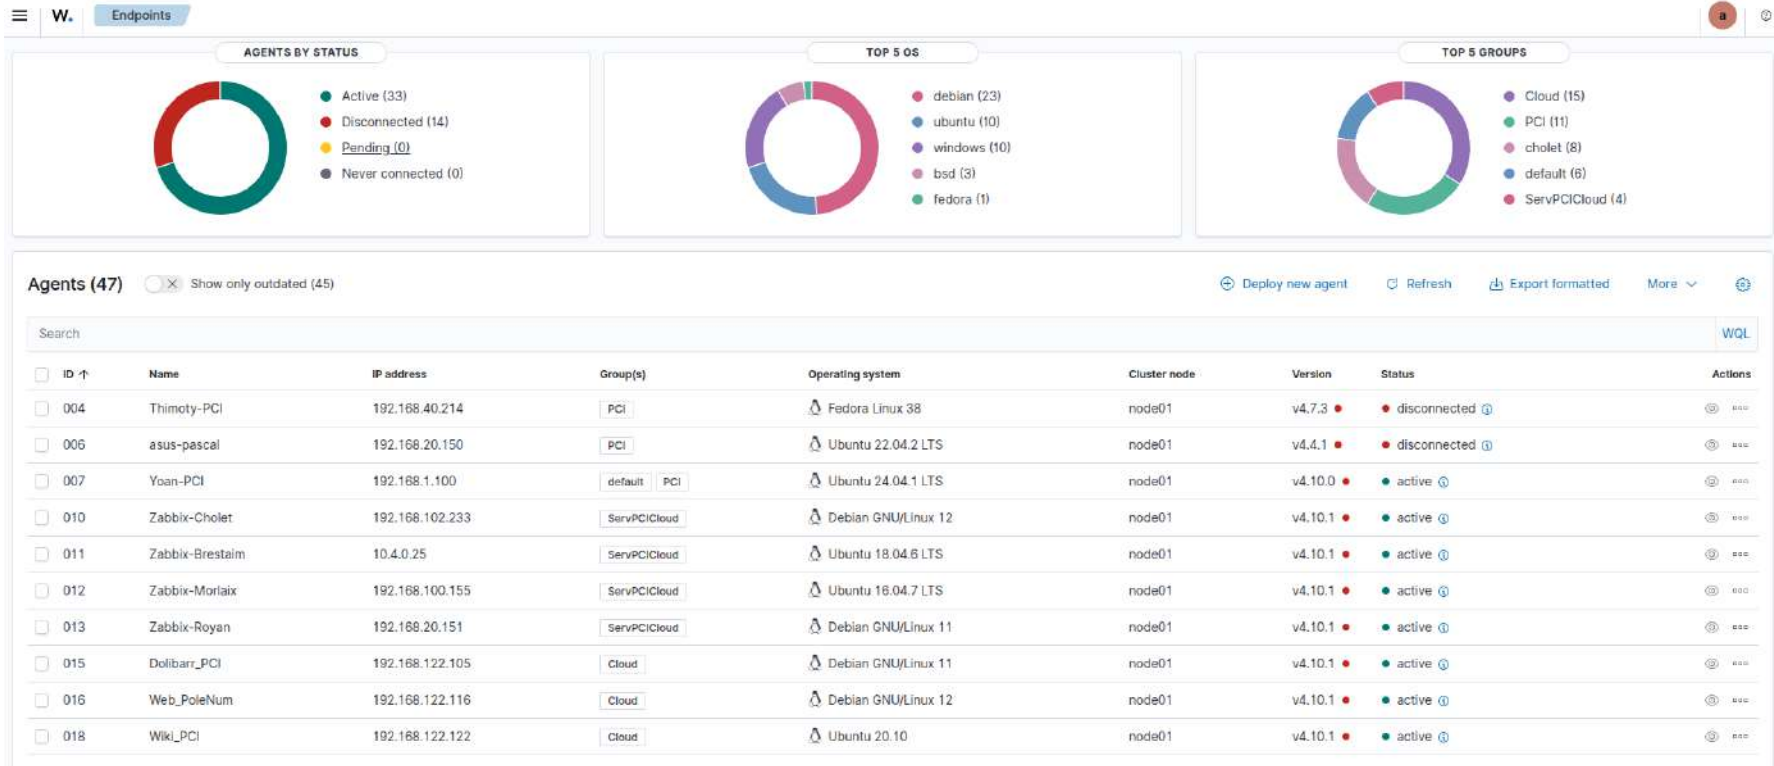 W. Endpoints a
AGENTS BY STATUS
Active (33)
Disconnected (14)
Pending (0)
Never connected (0)
TOP 5 OS
debian (23)
ubuntu (10)
windows (10)
bsd (3)
fedora (1)
TOP 5 GROUPS
Cloud (15)
PCI (11)
cholet (8)
default (6)
ServPCICloud (4)
Agents (47) Show only outdated (45) Deploy new agent Refresh Export formatted More
Search WQL
ID Name IP address Group(s) Operating system Cluster node Version Status Actions
004 Thimoty-PCI 192.168.40.214 PCI Fedora Linux 38 node01 v4.7.3 disconnected
006 asus-pascal 192.168.20.150 PCI Ubuntu 22.04.2 LTS node01 v4.4.1 disconnected
007 Yoan-PCI 192.168.1.100 default PCI Ubuntu 24.04.1 LTS node01 v4.10.0 active
010 Zabbix-Cholet 192.168.102.233 ServPCICloud Debian GNU/Linux 12 node01 v4.10.1 active
011 Zabbix-Brestaim 10.4.0.25 ServPCICloud Ubuntu 18.04.6 LTS node01 v4.10.1 active
012 Zabbix-Morlaix 192.168.100.155 ServPCICloud Ubuntu 16.04.7 LTS node01 v4.10.1 active
013 Zabbix-Royan 192.168.20.151 ServPCICloud Debian GNU/Linux 11 node01 v4.10.1 active
015 Dolibarr_PCI 192.168.122.105 Cloud Debian GNU/Linux 11 node01 v4.10.1 active
016 Web_PoleNum 192.168.122.116 Cloud Debian GNU/Linux 12 node01 v4.10.1 active
018 Wiki_PCI 192.168.122.122 Cloud Ubuntu 20.10 node01 v4.10.1 active